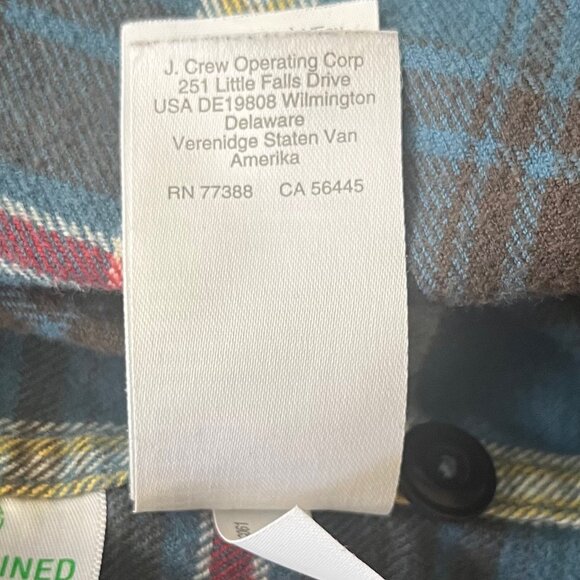 J. Crew Operating Corp
251 Little Falls Drive
USA DE19808 Wilmington
Delaware
Verenidge Staten Van
Amerika
RN 77388 CA 56445
INED